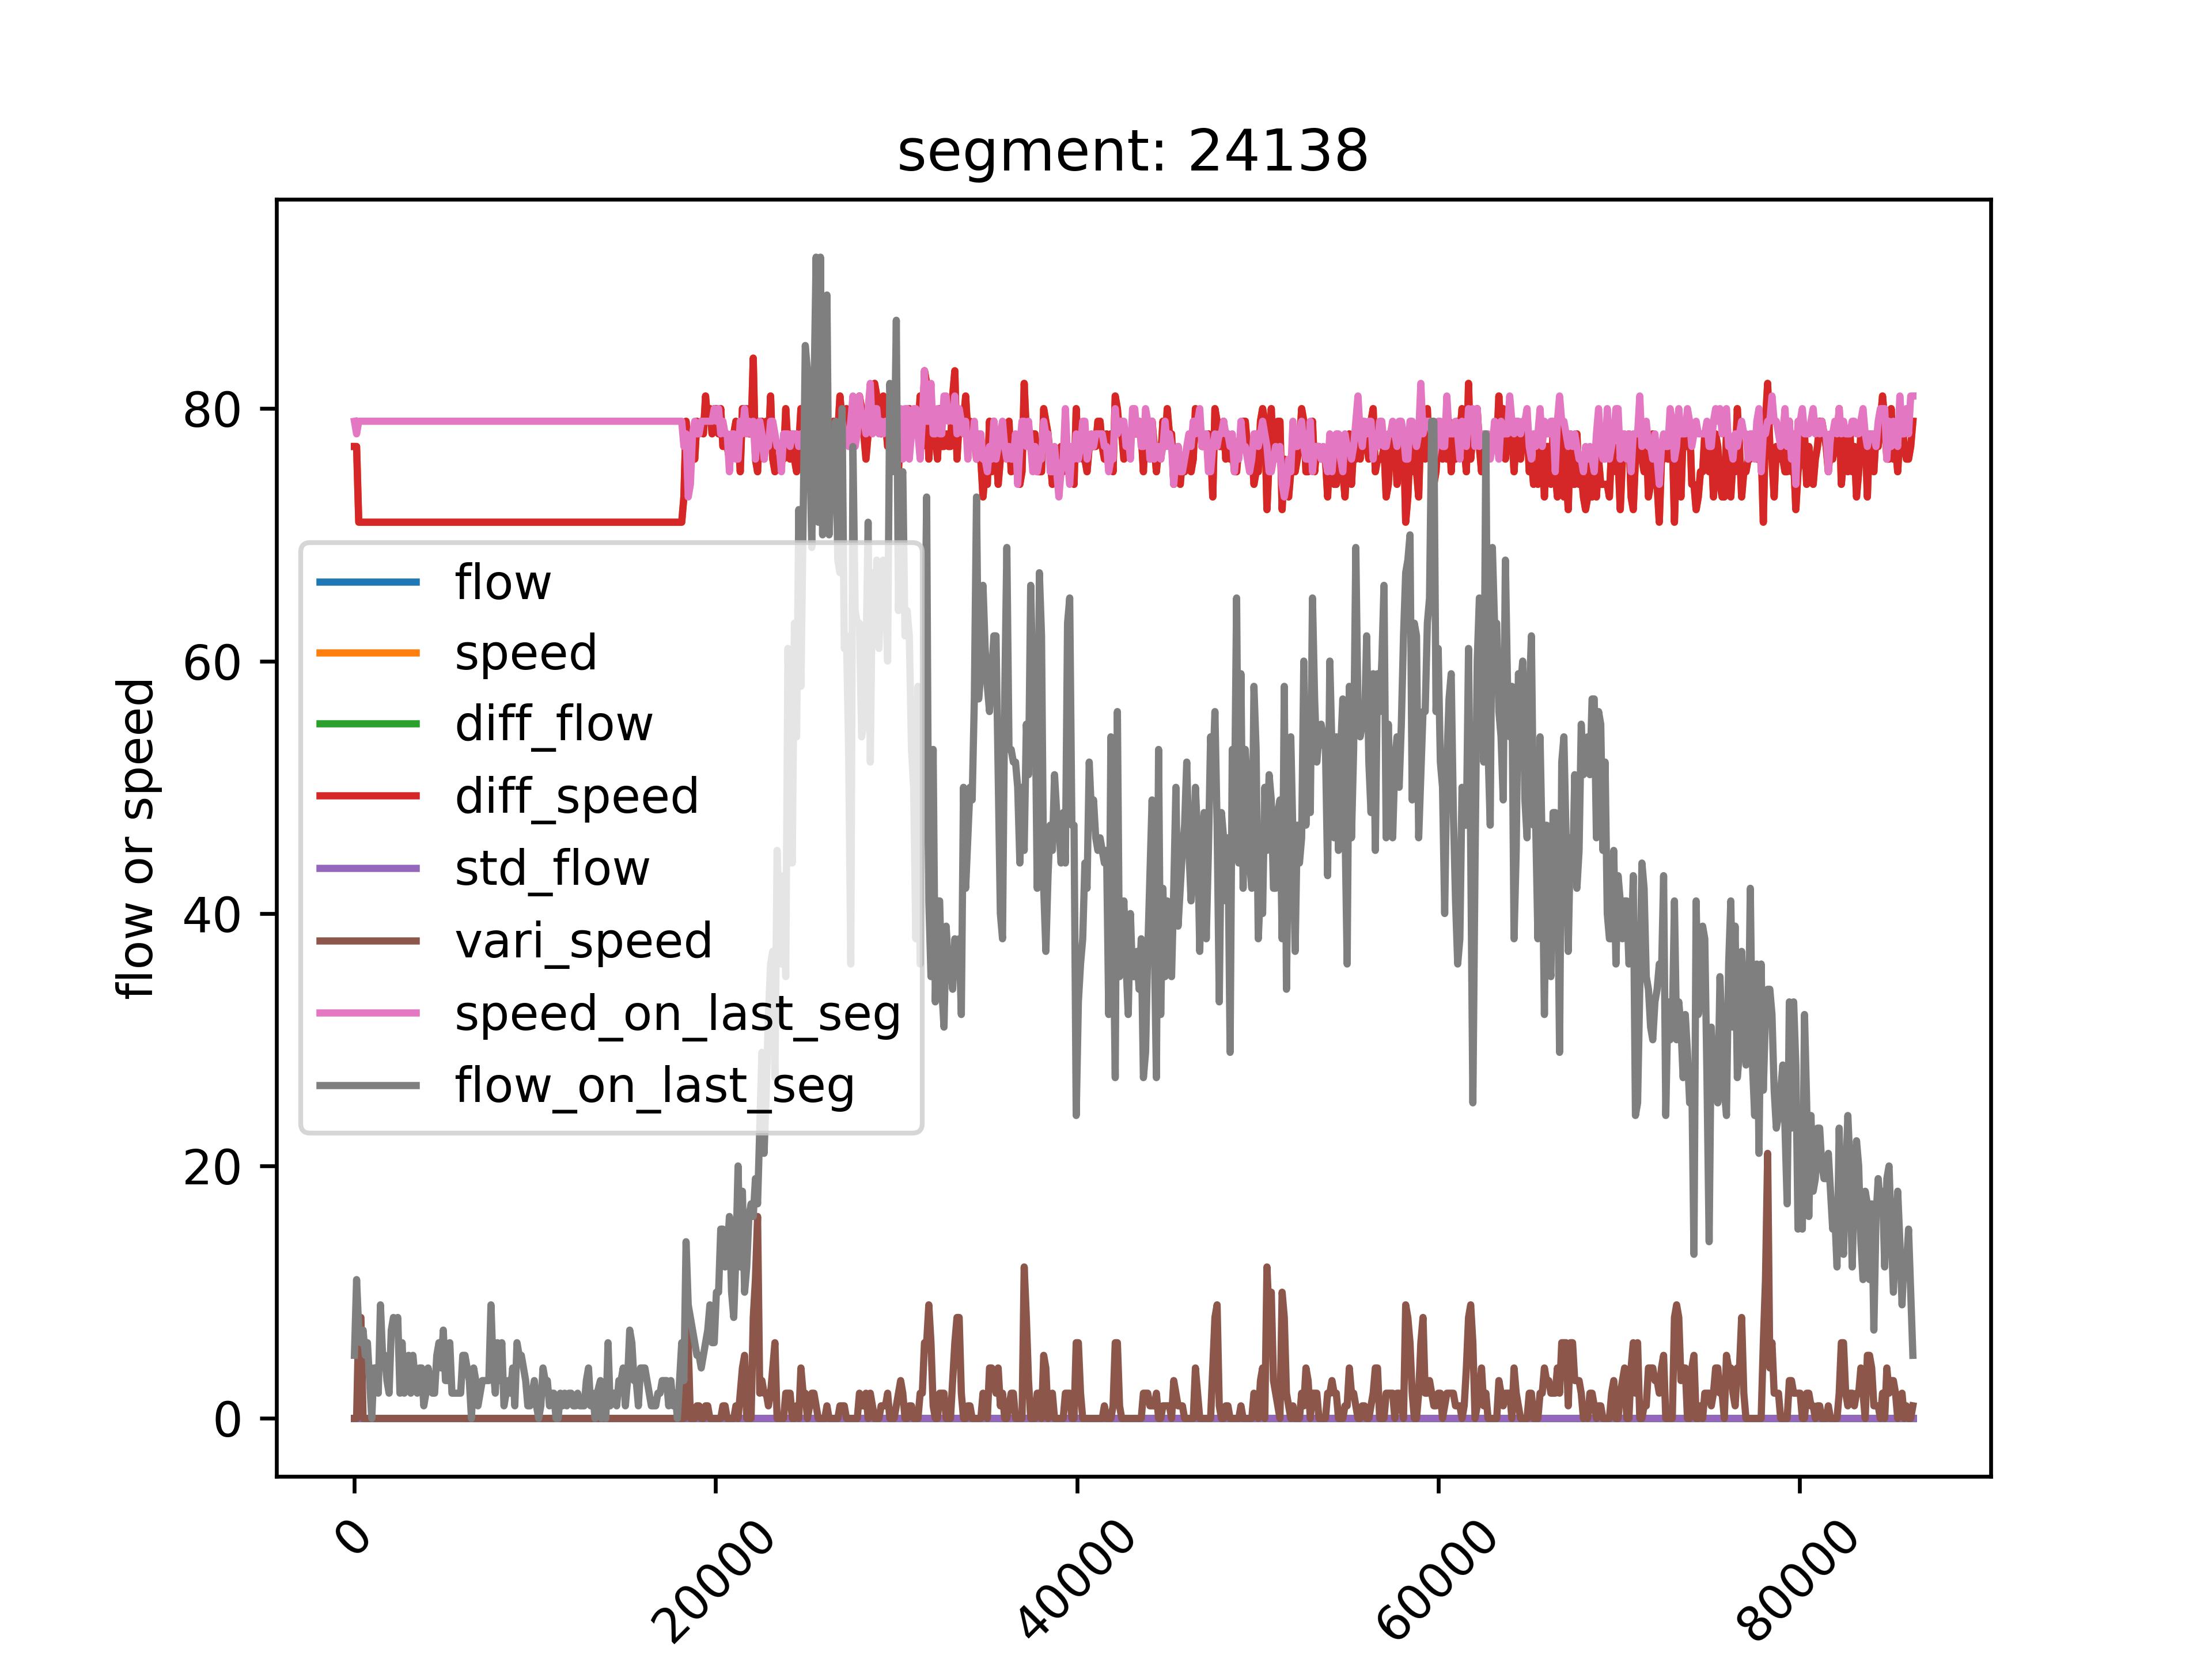 segment: 24138
flow or speed
80
60
40
20
0
flow
speed
diff_flow
diff_speed
std_flow
vari_speed
speed_on_last_seg
flow_on_last_seg
0
20000
40000
60000
80000